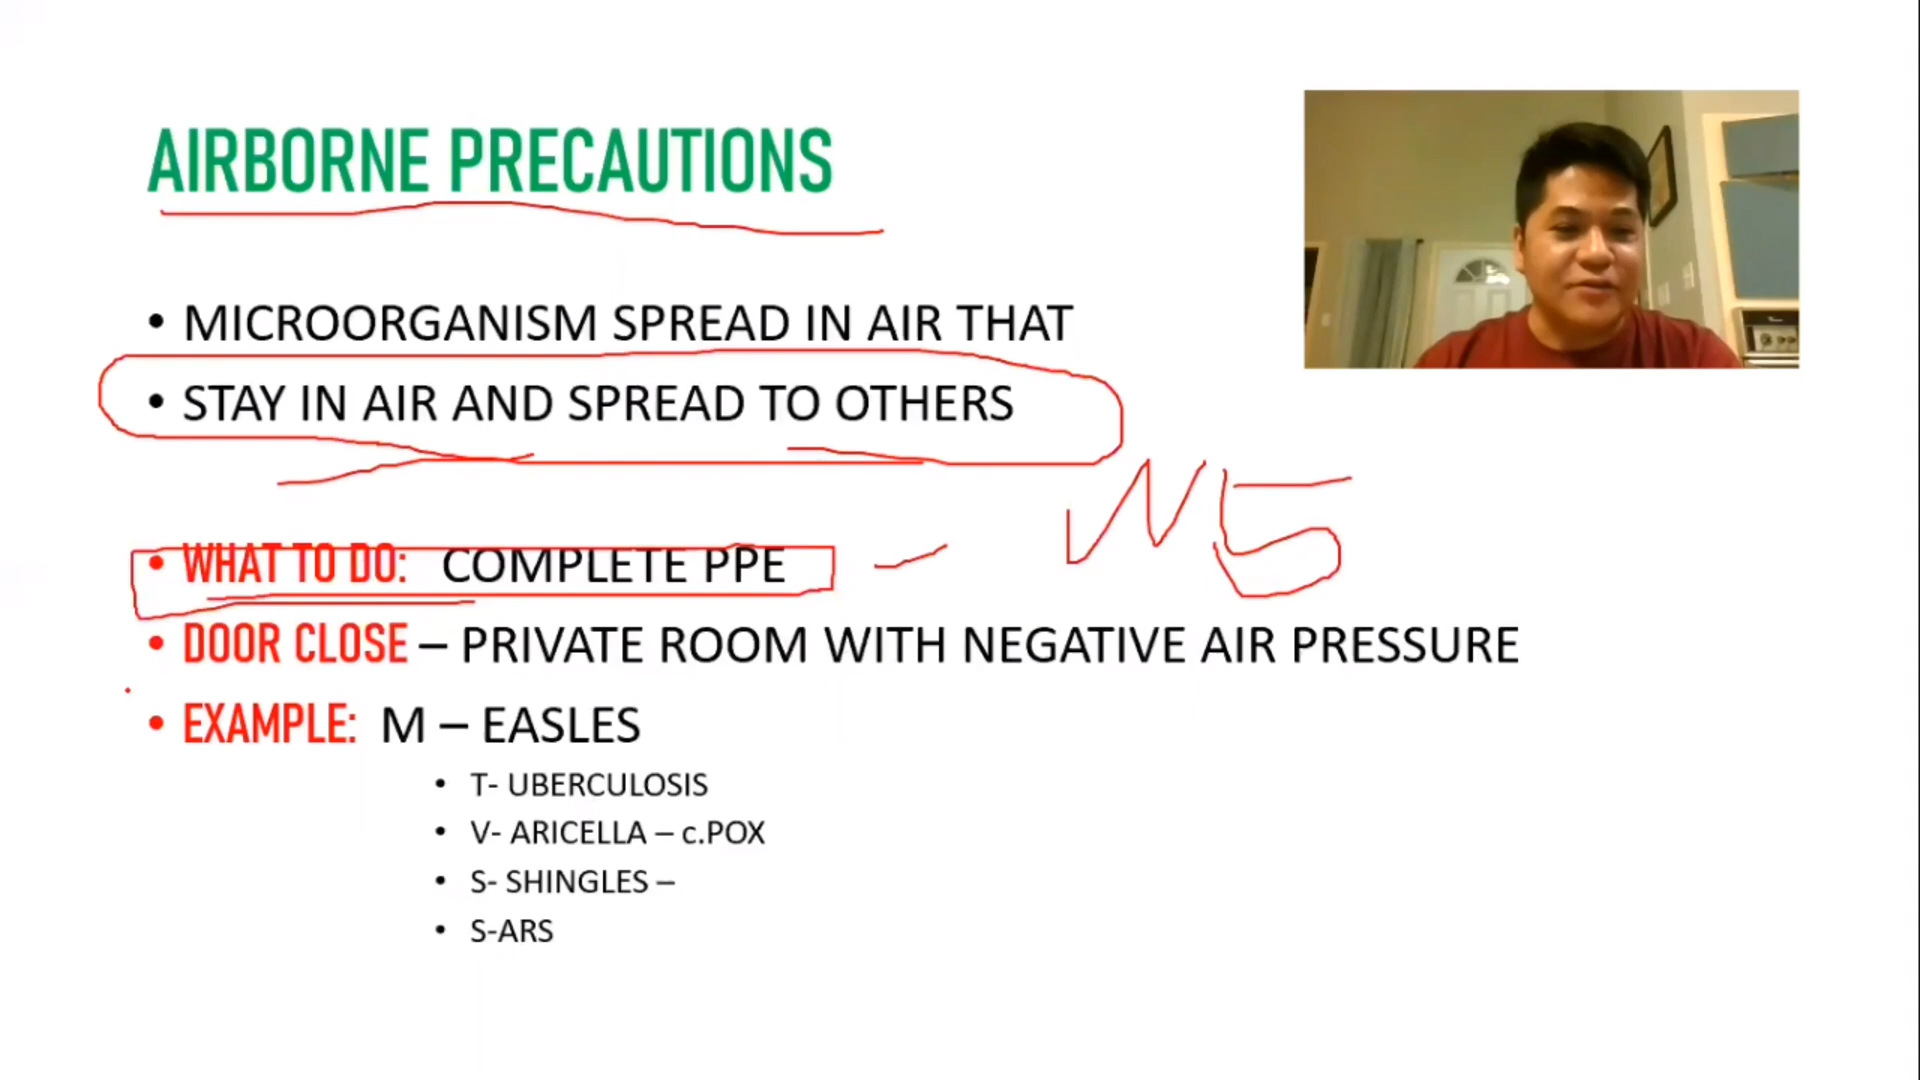 AIRBORNE PRECAUTIONS
• MICROORGANISM SPREAD IN AIR THAT
• STAY IN AIR AND SPREAD TO OTHERS
N5
• WHAT TO DO: COMPLETE PPE
• DOOR CLOSE – PRIVATE ROOM WITH NEGATIVE AIR PRESSURE
• EXAMPLE: M – EASLES
• T- UBERCULOSIS
• V- ARICELLA – c.POX
• S- SHINGLES –
• S-ARS